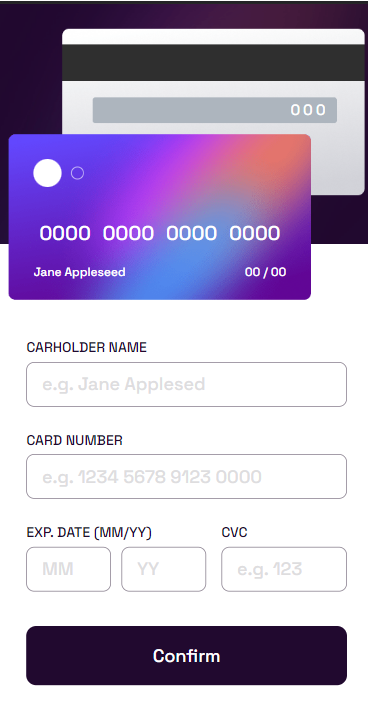 000
0000 0000 0000 0000
Jane Appleseed 00 / 00
CARHOLDER NAME
e.g. Jane Applesed
CARD NUMBER
e.g. 1234 5678 9123 0000
EXP. DATE (MM/YY) CVC
MM YY e.g. 123
Confirm